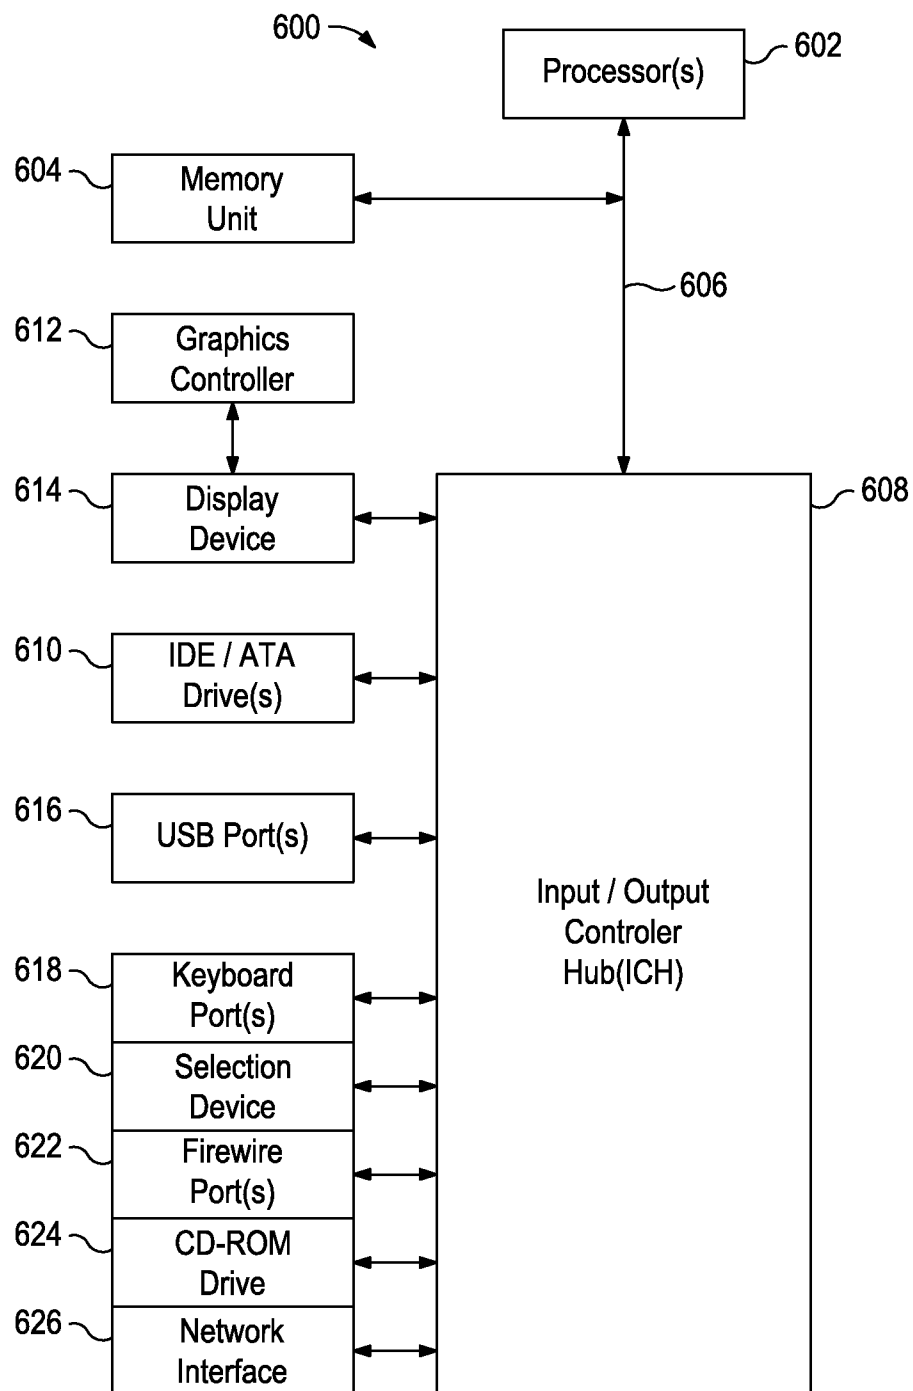 600
Processor(s)
602
604
Memory
Unit
606
612
Graphics
Controller
614
Display
Device
608
610
IDE / ATA
Drive(s)
616
USB Port(s)
Input / Output
Controler
Hub(ICH)
618
Keyboard
Port(s)
620
Selection
Device
622
Firewire
Port(s)
624
CD-ROM
Drive
626
Network
Interface